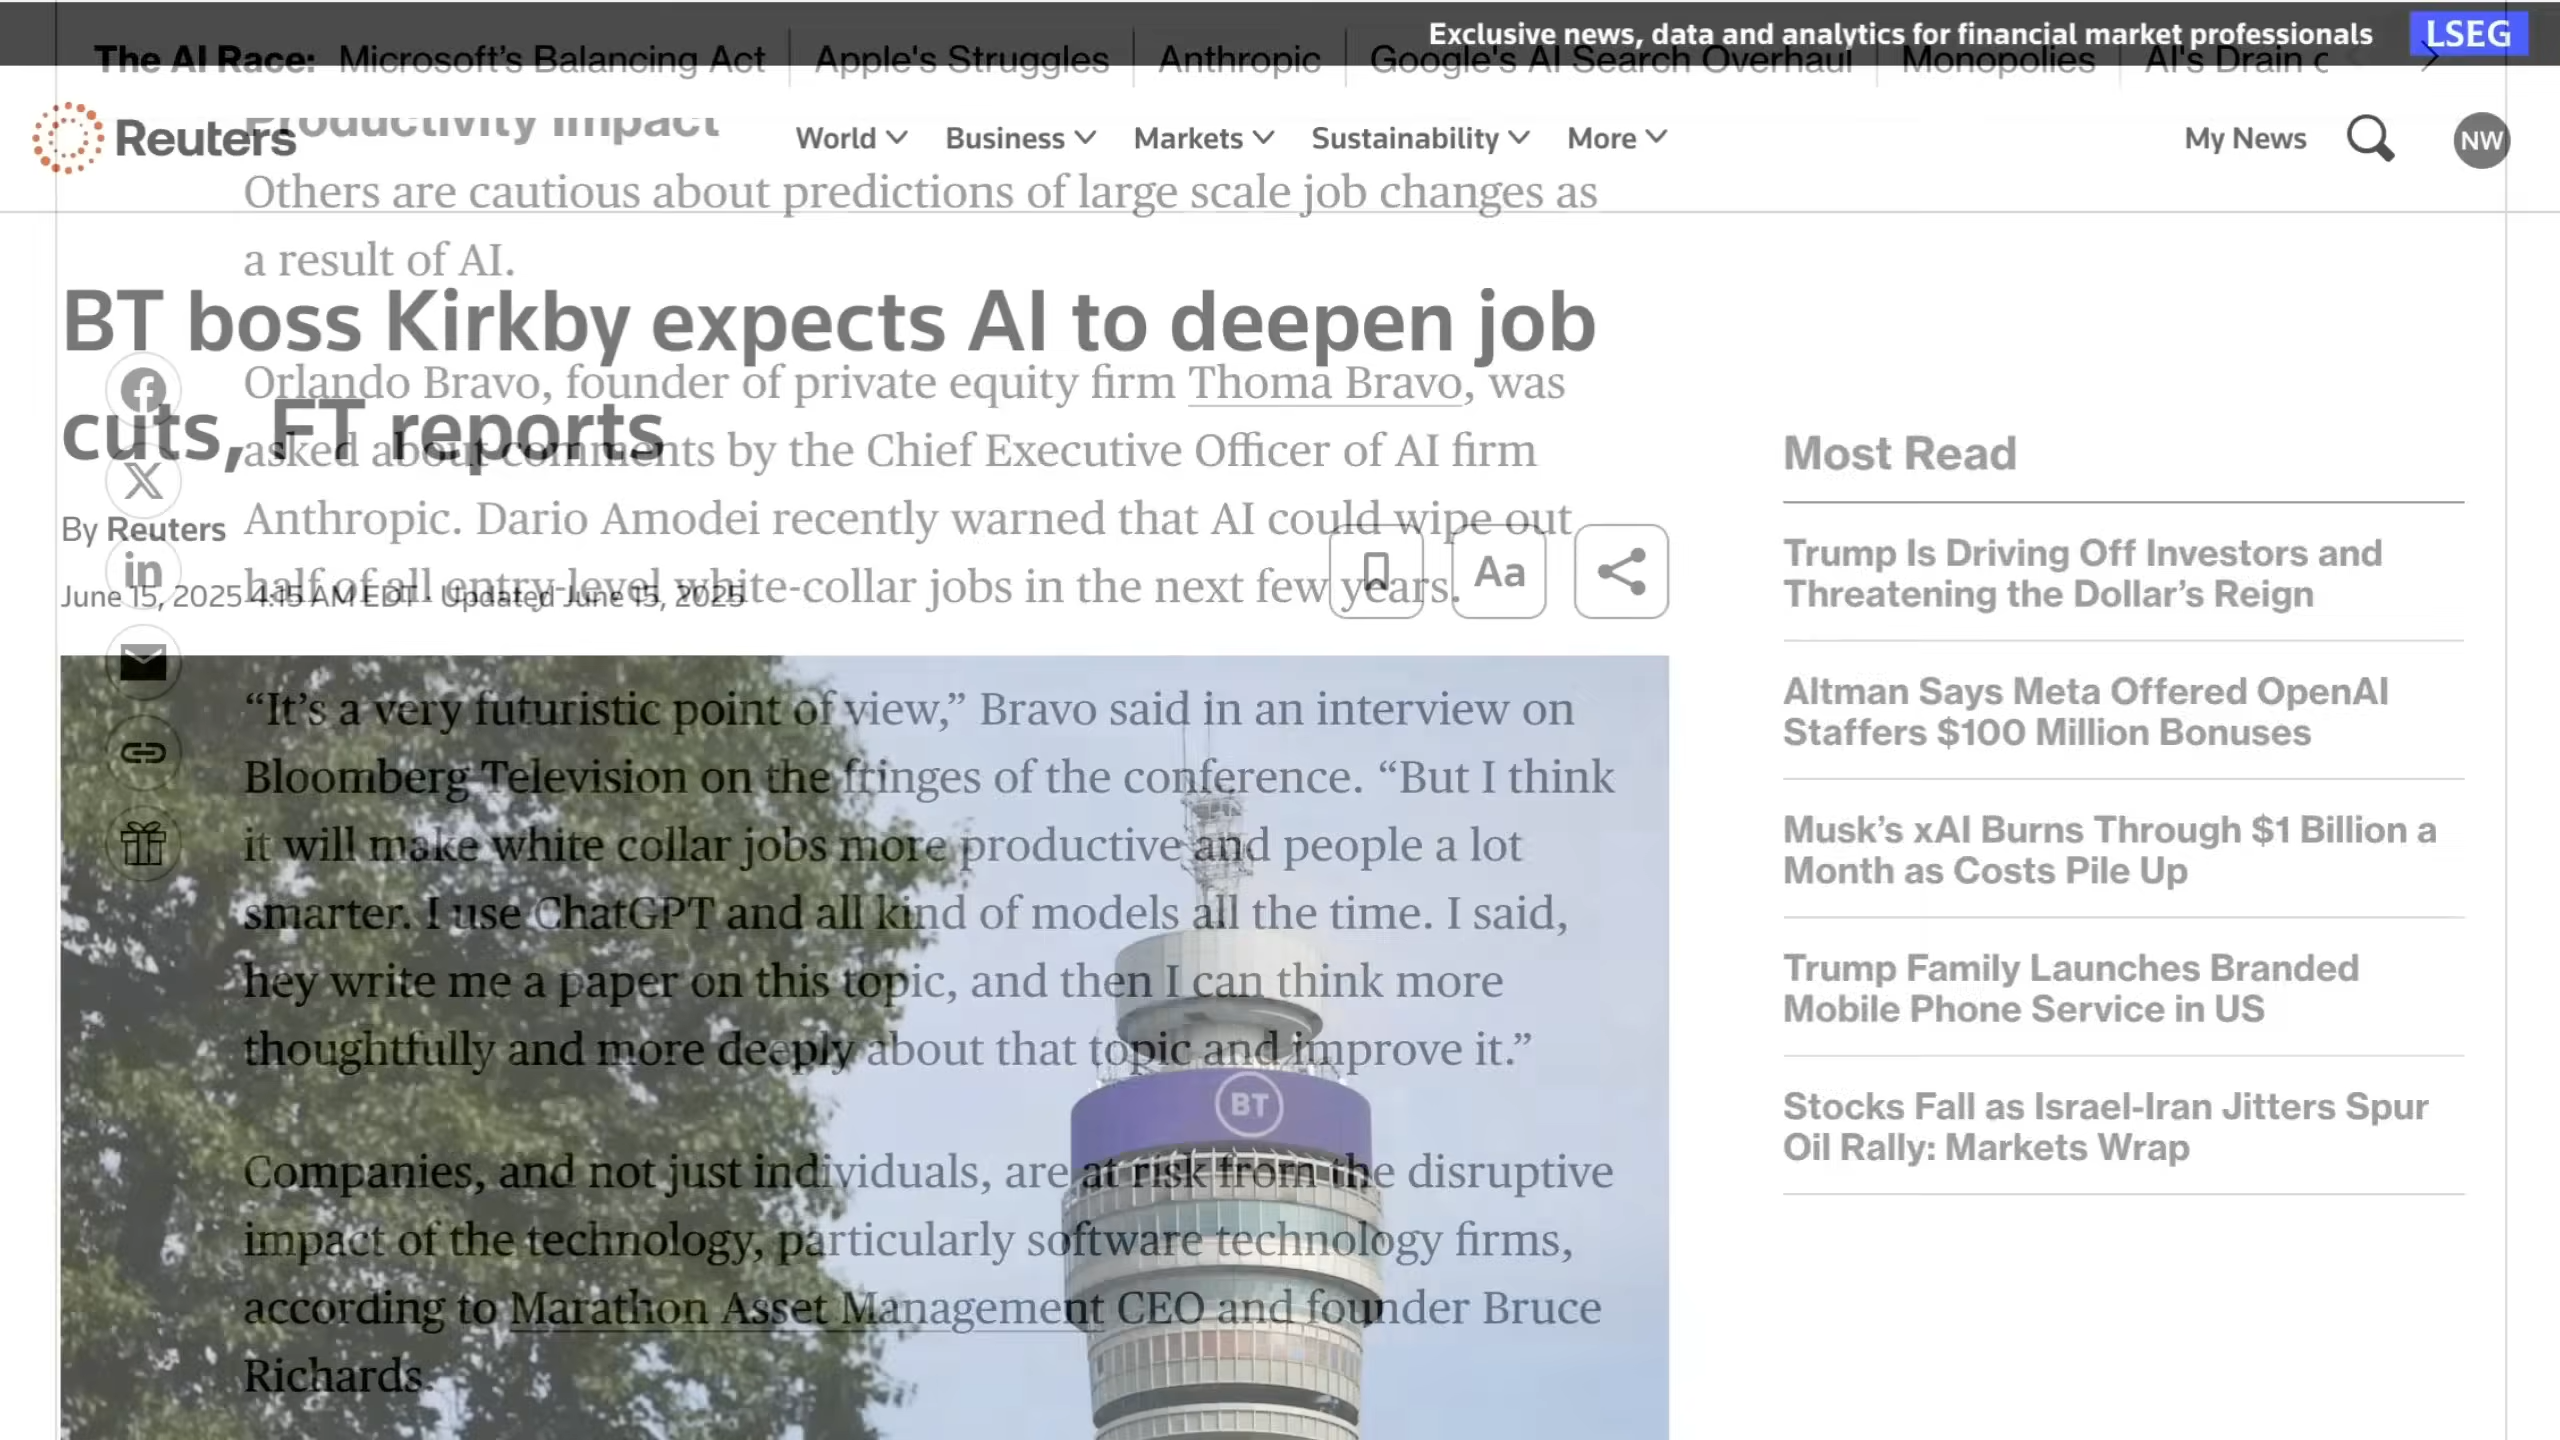 Exclusive news, data and analytics for financial market professionals LSEG
The AI Race: Microsoft's Balancing Act Apple's Struggles Anthropic Google's AI Search Overhaul Monopolies AI's Drain
Reuters World Business Markets Sustainability More My News NW
Productivity Impact
Others are cautious about predictions of large scale job changes as
a result of AI.
BT boss Kirkby expects AI to deepen job
cuts, FT reports
By Reuters
June 15, 2025 4:15 AM EDT · Updated June 15, 2025
Aa
Orlando Bravo, founder of private equity firm Thoma Bravo, was
asked about comments by the Chief Executive Officer of AI firm
Anthropic. Dario Amodei recently warned that AI could wipe out
half of all entry-level white-collar jobs in the next few years.
“It’s a very futuristic point of view,” Bravo said in an interview on
Bloomberg Television on the fringes of the conference. “But I think
it will make white collar jobs more productive and people a lot
smarter. I use ChatGPT and all kind of models all the time. I said,
hey write me a paper on this topic, and then I can think more
thoughtfully and more deeply about that topic and improve it.”
BT
Companies, and not just individuals, are at risk from the disruptive
impact of the technology, particularly software technology firms,
according to Marathon Asset Management CEO and founder Bruce
Richards.
Most Read
Trump Is Driving Off Investors and
Threatening the Dollar’s Reign
Altman Says Meta Offered OpenAI
Staffers $100 Million Bonuses
Musk’s xAI Burns Through $1 Billion a
Month as Costs Pile Up
Trump Family Launches Branded
Mobile Phone Service in US
Stocks Fall as Israel-Iran Jitters Spur
Oil Rally: Markets Wrap